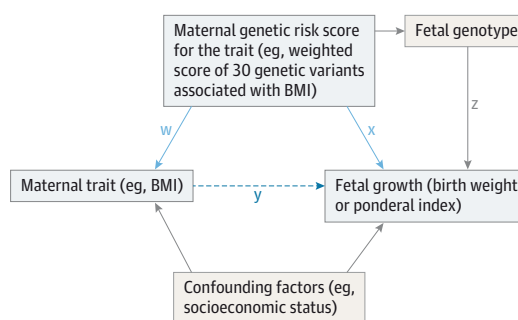 Maternal genetic risk score
for the trait (eg, weighted
score of 30 genetic variants
associated with BMI)
Fetal genotype
w
x
z
Maternal trait (eg, BMI)
y
Fetal growth (birth weight
or ponderal index)
Confounding factors (eg,
socioeconomic status)